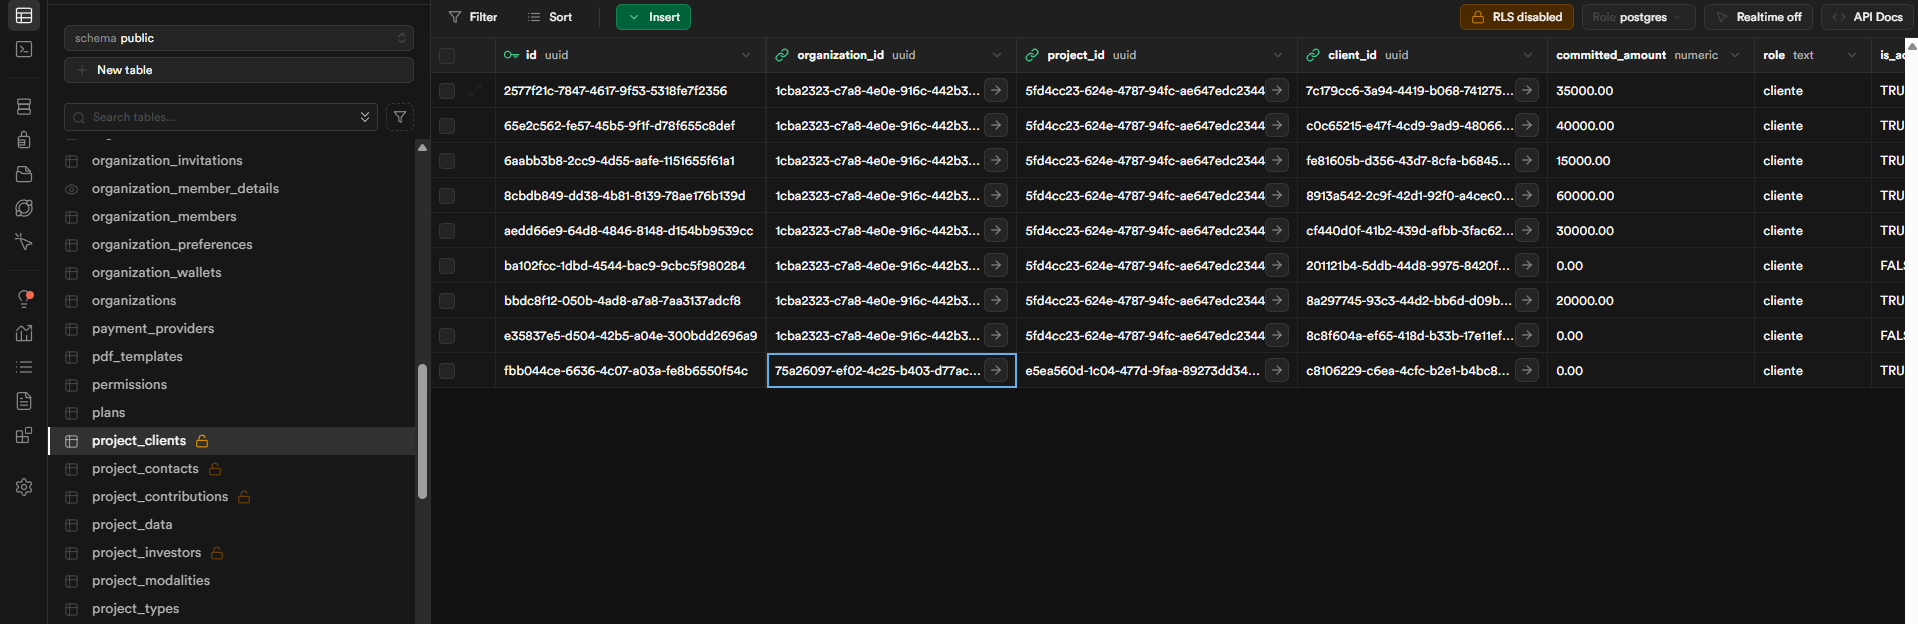 schema public
New table
Search tables...
organization_invitations
organization_member_details
organization_members
organization_preferences
organization_wallets
organizations
payment_providers
pdf_templates
permissions
plans
project_clients
project_contacts
project_contributions
project_data
project_investors
project_modalities
project_types
Filter Sort Insert RLS disabled Role postgres Realtime off API Docs
id uuid organization_id uuid project_id uuid client_id uuid committed_amount numeric role text is_ac
2577f21c-7847-4617-9f53-5318fe7f2356 1cba2323-c7a8-4e0e-916c-442b3... 5fd4cc23-624e-4787-94fc-ae647edc2344 7c179cc6-3a94-4419-b068-741275... 35000.00 cliente TRU
65e2c562-fe57-45b5-9f1f-d78f655c8def 1cba2323-c7a8-4e0e-916c-442b3... 5fd4cc23-624e-4787-94fc-ae647edc2344 c0c65215-e47f-4cd9-9ad9-48066... 40000.00 cliente TRU
6aabb3b8-2cc9-4d55-aafe-1151655f61a1 1cba2323-c7a8-4e0e-916c-442b3... 5fd4cc23-624e-4787-94fc-ae647edc2344 fe81605b-d356-43d7-8cfa-b6845... 15000.00 cliente TRU
8cbdb849-dd38-4b81-8139-78ae176b139d 1cba2323-c7a8-4e0e-916c-442b3... 5fd4cc23-624e-4787-94fc-ae647edc2344 8913a542-2c9f-42d1-92f0-a4cec0... 60000.00 cliente TRU
aedd66e9-64d8-4846-8148-d154bb9539cc 1cba2323-c7a8-4e0e-916c-442b3... 5fd4cc23-624e-4787-94fc-ae647edc2344 cf440d0f-41b2-439d-afbb-3fac62... 30000.00 cliente TRU
ba102fcc-1dbd-4544-bac9-9cbc5f980284 1cba2323-c7a8-4e0e-916c-442b3... 5fd4cc23-624e-4787-94fc-ae647edc2344 201121b4-5ddb-44d8-9975-8420f... 0.00 cliente FALS
bbdc8f12-050b-4ad8-a7a8-7aa3137adcf8 1cba2323-c7a8-4e0e-916c-442b3... 5fd4cc23-624e-4787-94fc-ae647edc2344 8a297745-93c3-44d2-bb6d-d09b... 20000.00 cliente TRU
e35837e5-d504-42b5-a04e-300bdd2696a9 1cba2323-c7a8-4e0e-916c-442b3... 5fd4cc23-624e-4787-94fc-ae647edc2344 8c8f604a-ef65-418d-b33b-17e11ef... 0.00 cliente FALS
fbb044ce-6636-4c07-a03a-fe8b6550f54c 75a26097-ef02-4c25-b403-d77ac... e5ea560d-1c04-477d-9faa-89273dd34... c8106229-c6ea-4cfc-b2e1-b4bc8... 0.00 cliente TRU